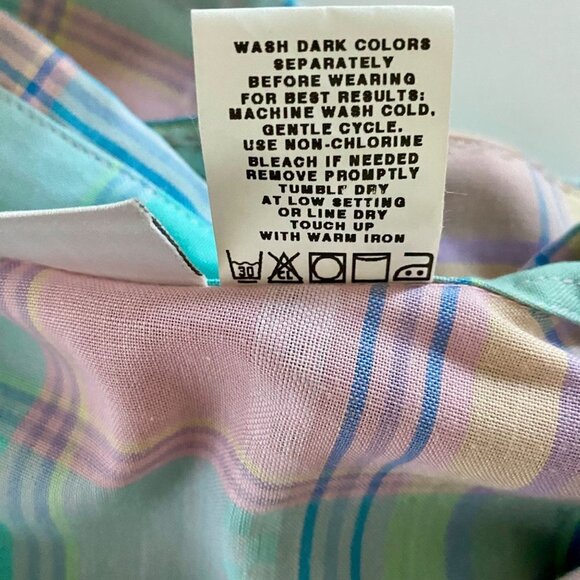 WASH DARK COLORS
SEPARATELY
BEFORE WEARING
FOR BEST RESULTS;
MACHINE WASH COLD,
GENTLE CYCLE.
USE NON-CHLORINE
BLEACH IF NEEDED
REMOVE PROMPTLY
TUMBLE DRY
AT LOW SETTING
OR LINE DRY
TOUCH UP
WITH WARM IRON
30 CL